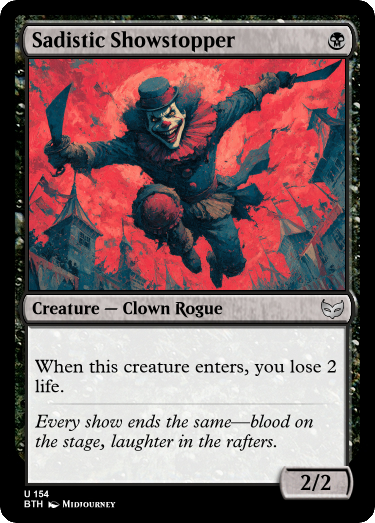 Sadistic Showstopper
Creature — Clown Rogue
When this creature enters, you lose 2
life.
Every show ends the same—blood on
the stage, laughter in the rafters.
2/2
U 154
BTH Midjourney